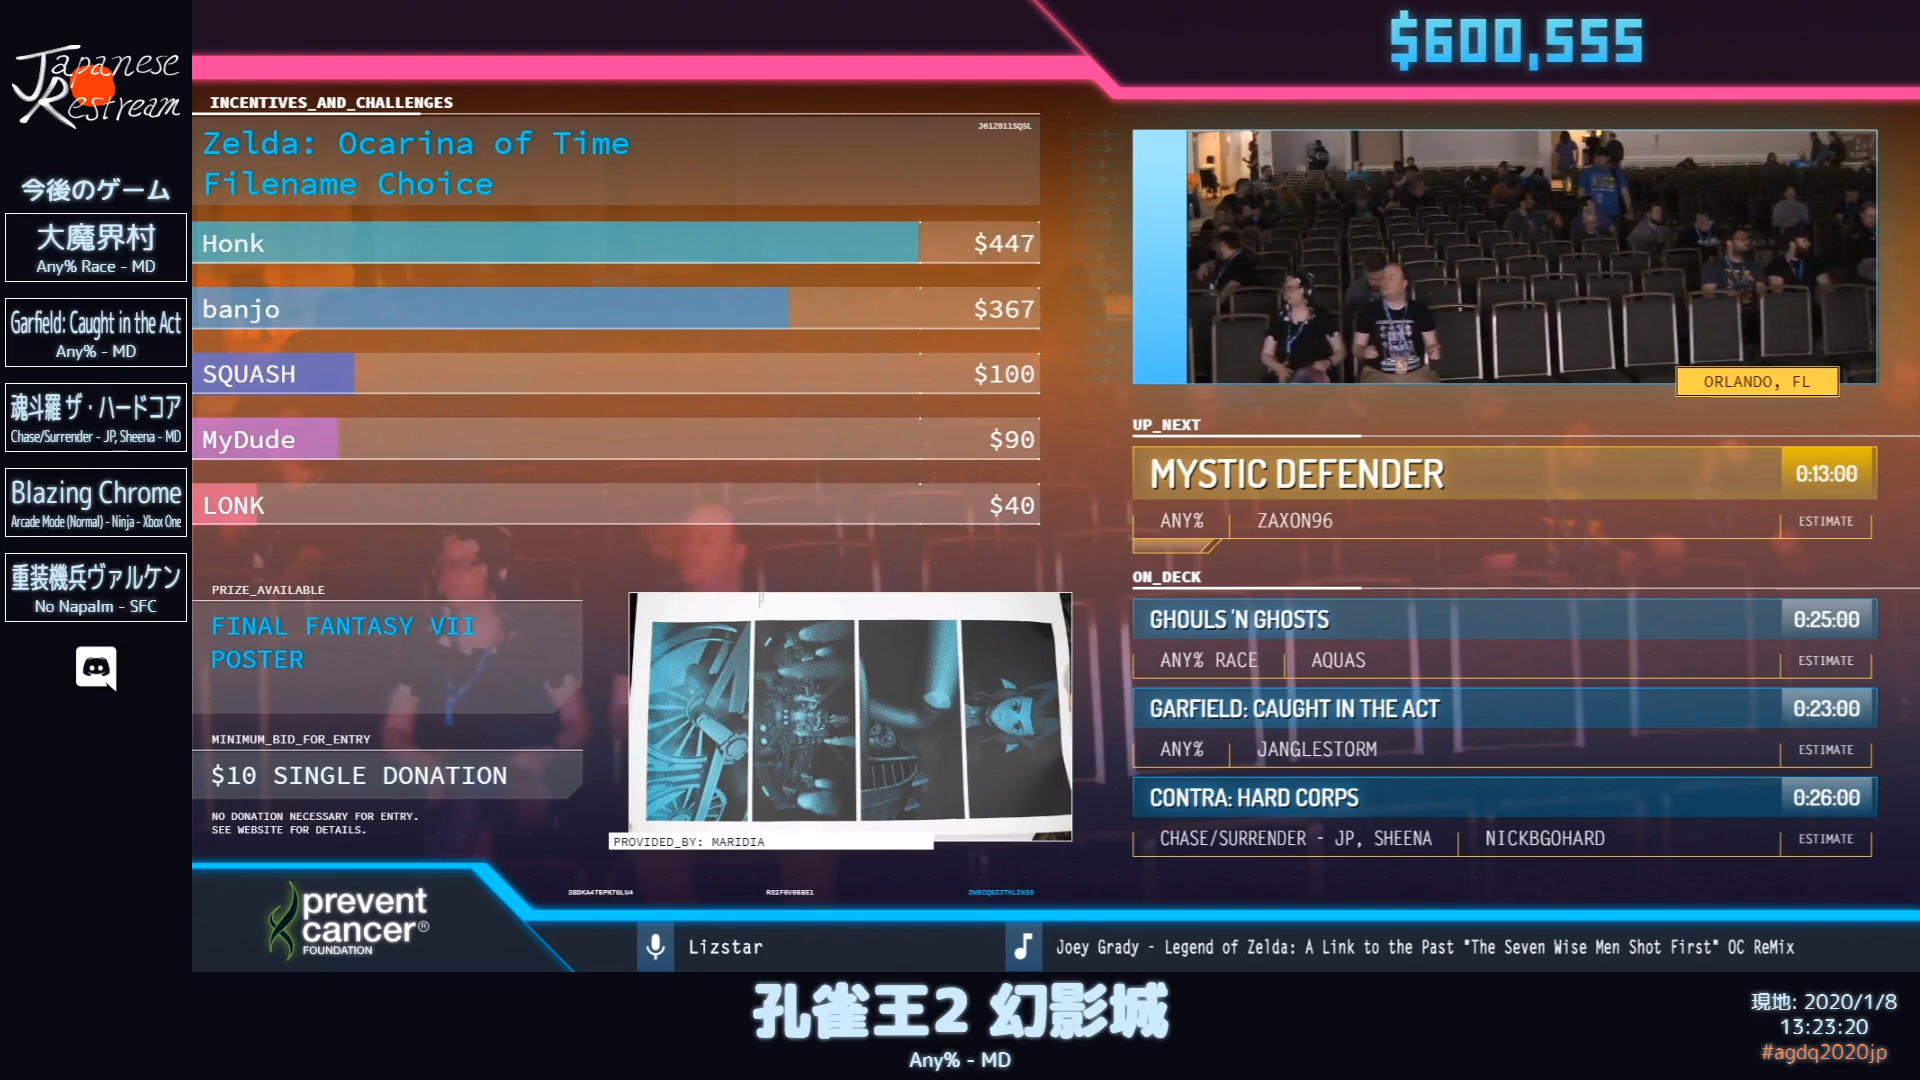 Japanese
Restream
今後のゲーム
大魔界村
Any% Race - MD
Garfield: Caught in the Act
Any% - MD
魂斗羅 ザ・ハードコア
Chase/Surrender - JP, Sheena - MD
Blazing Chrome
Arcade Mode (Normal) - Ninja - Xbox One
重装機兵ヴァルケン
No Napalm - SFC
$600,555
INCENTIVES_AND_CHALLENGES
Zelda: Ocarina of Time
Filename Choice
Honk $447
banjo $367
SQUASH $100
MyDude $90
LONK $40
PRIZE_AVAILABLE
FINAL FANTASY VII
POSTER
MINIMUM_BID_FOR_ENTRY
$10 SINGLE DONATION
NO DONATION NECESSARY FOR ENTRY.
SEE WEBSITE FOR DETAILS.
PROVIDED_BY: MARIDIA
ORLANDO, FL
UP_NEXT
MYSTIC DEFENDER 0:13:00
ANY% ZAXON96 ESTIMATE
ON_DECK
GHOULS 'N GHOSTS 0:25:00
ANY% RACE AQUAS ESTIMATE
GARFIELD: CAUGHT IN THE ACT 0:23:00
ANY% JANGLESTORM ESTIMATE
CONTRA: HARD CORPS 0:26:00
CHASE/SURRENDER - JP, SHEENA NICKBGOHARD ESTIMATE
prevent
cancer®
FOUNDATION
Lizstar
Joey Grady - Legend of Zelda: A Link to the Past "The Seven Wise Men Shot First" OC ReMix
孔雀王2 幻影城
Any% - MD
現地: 2020/1/8
13:23:20
#agdq2020jp